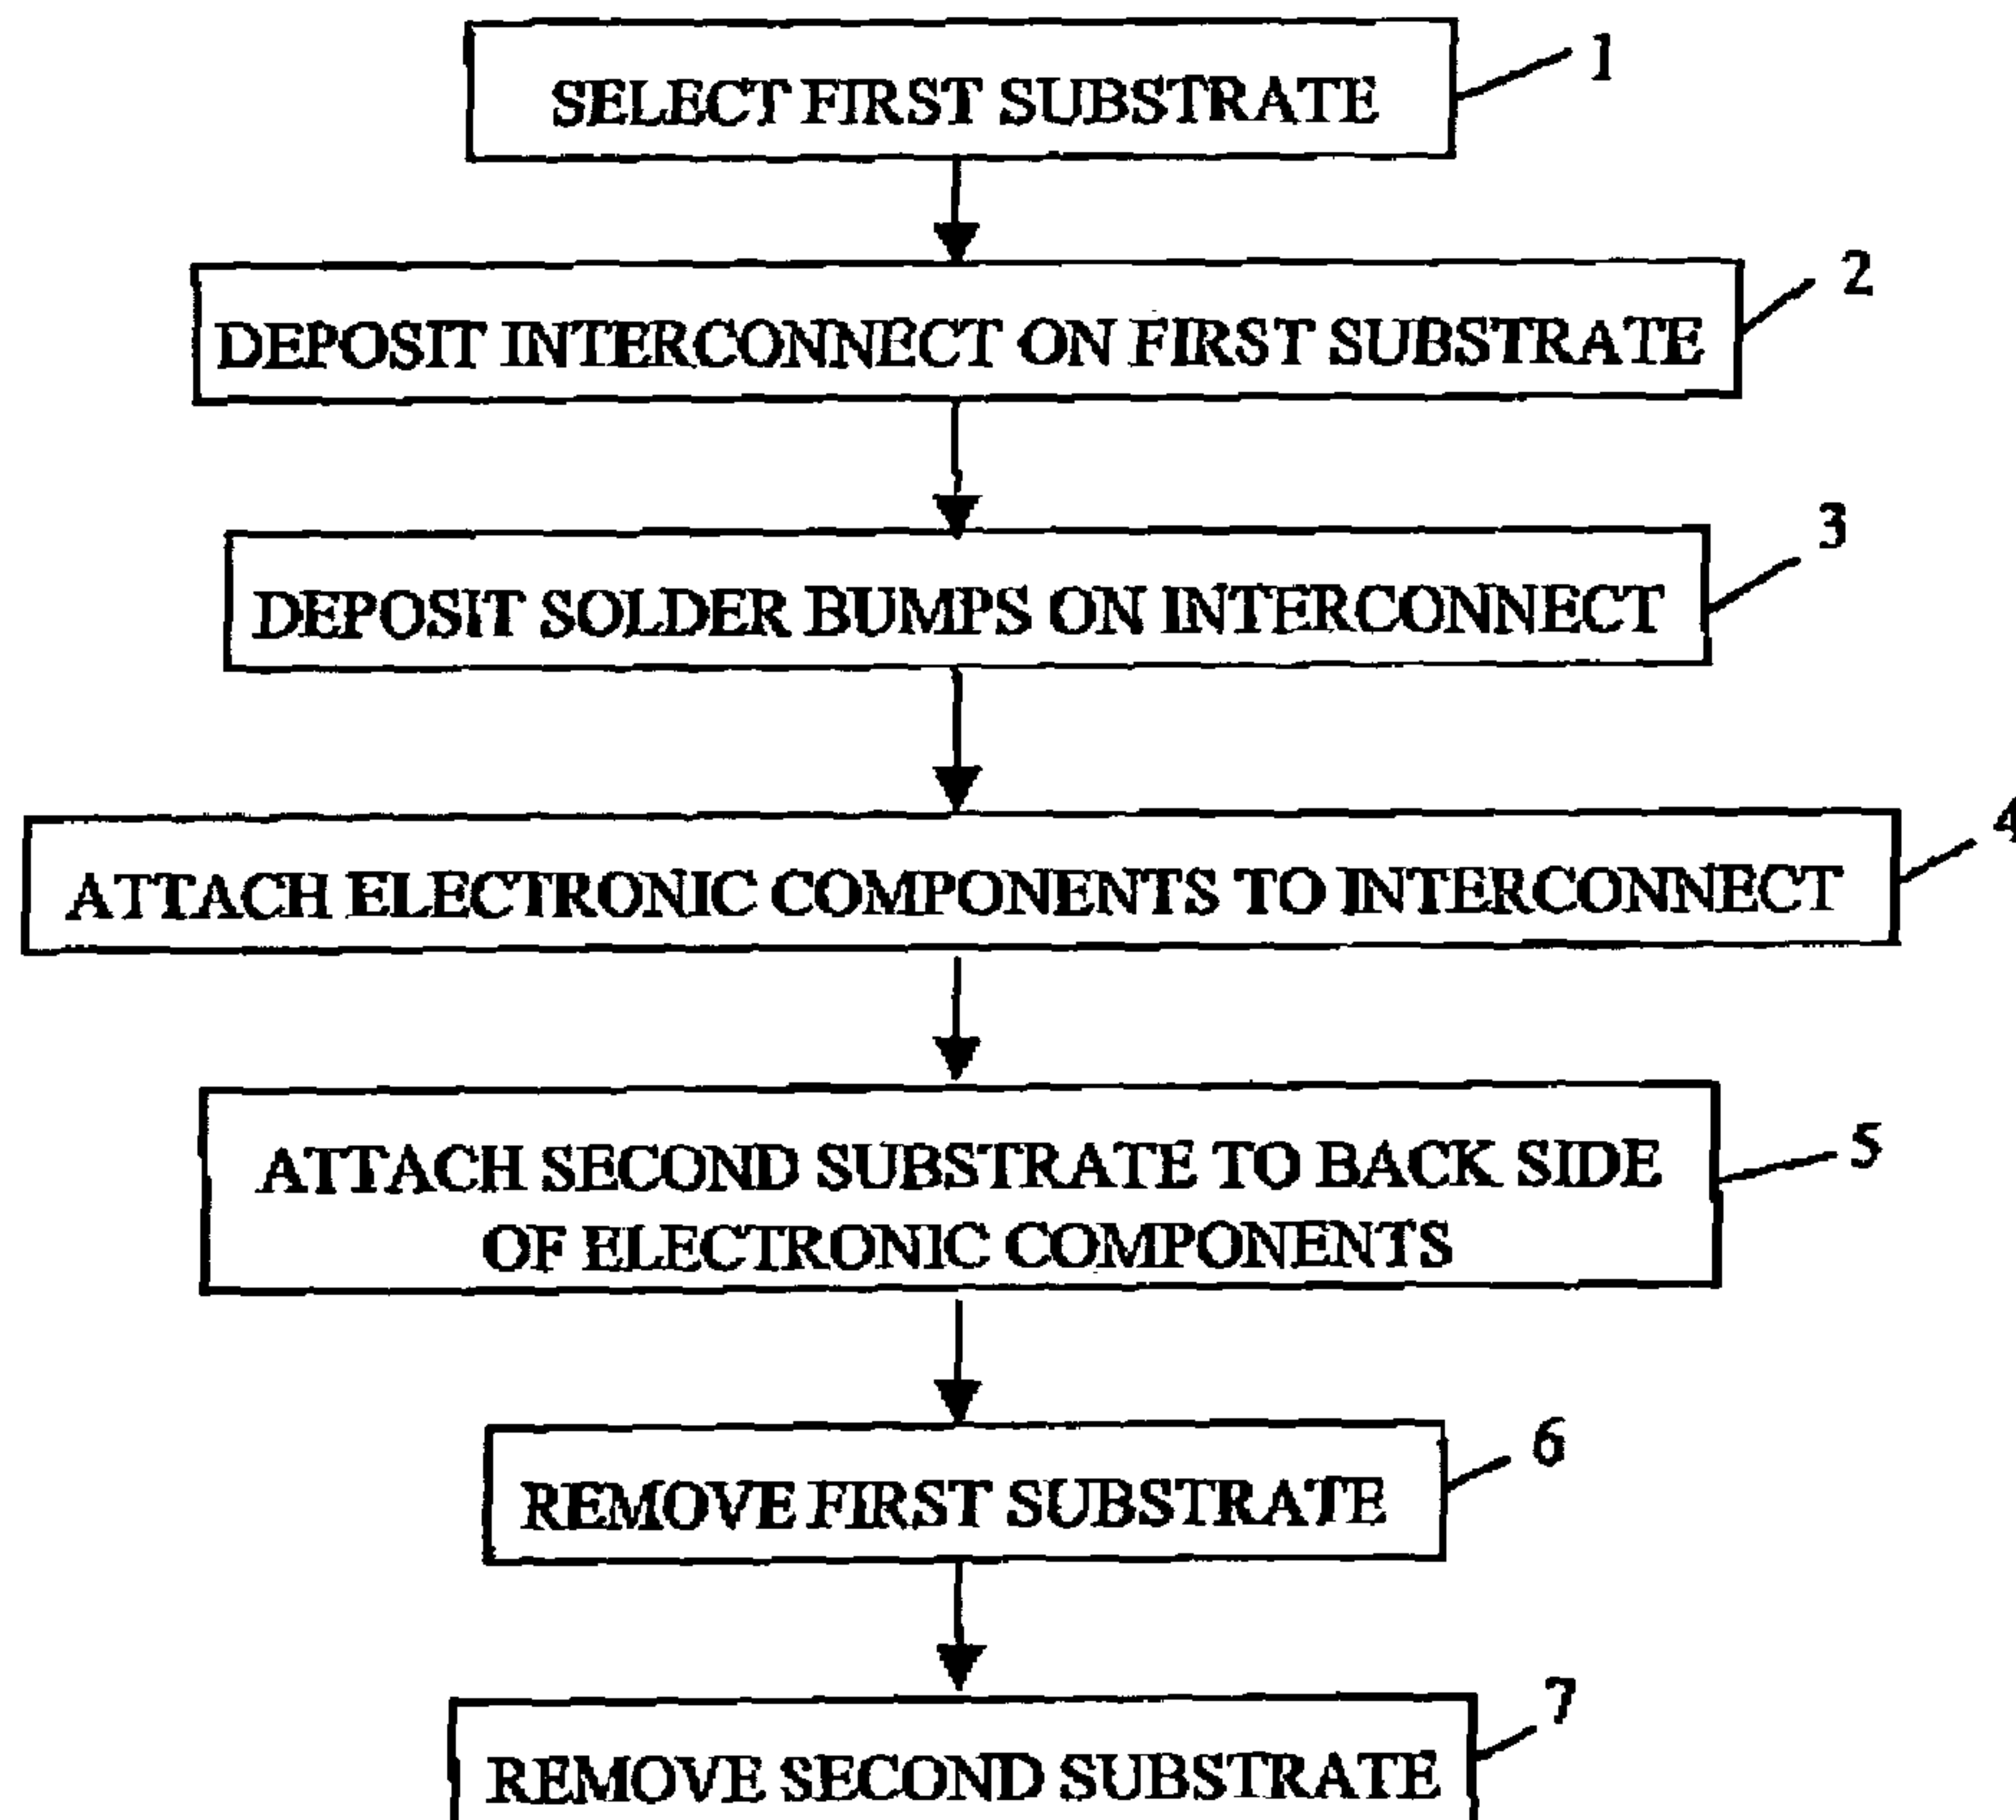 SELECT FIRST SUBSTRATE
1
DEPOSIT INTERCONNECT ON FIRST SUBSTRATE
2
DEPOSIT SOLDER BUMPS ON INTERCONNECT
3
ATTACH ELECTRONIC COMPONENTS TO INTERCONNECT
4
ATTACH SECOND SUBSTRATE TO BACK SIDE
OF ELECTRONIC COMPONENTS
5
REMOVE FIRST SUBSTRATE
6
REMOVE SECOND SUBSTRATE
7